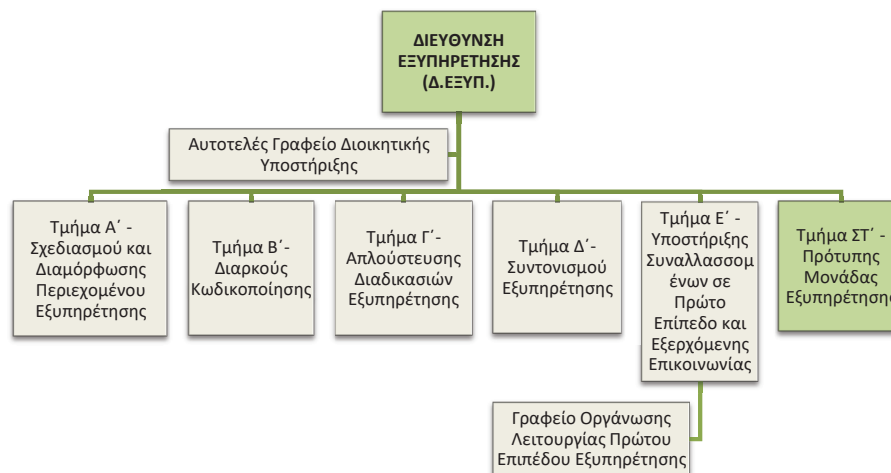 ΔΙΕΥΘΥΝΣΗ
ΕΞΥΠΗΡΕΤΗΣΗΣ
(Δ.ΕΞΥΠ.)
Αυτοτελές Γραφείο Διοικητικής
Υποστήριξης
Τμήμα Α΄ -
Σχεδιασμού και
Διαμόρφωσης
Περιεχομένου
Εξυπηρέτησης
Τμήμα Β΄-
Διαρκούς
Κωδικοποίησης
Τμήμα Γ΄-
Απλούστευσης
Διαδικασιών
Εξυπηρέτησης
Τμήμα Δ΄-
Συντονισμού
Εξυπηρέτησης
Τμήμα Ε΄ -
Υποστήριξης
Συναλλασσομ
ένων σε
Πρώτο
Επίπεδο και
Εξερχόμενης
Επικοινωνίας
Τμήμα ΣΤ΄ -
Πρότυπης
Μονάδας
Εξυπηρέτησης
Γραφείο Οργάνωσης
Λειτουργίας Πρώτου
Επιπέδου Εξυπηρέτησης